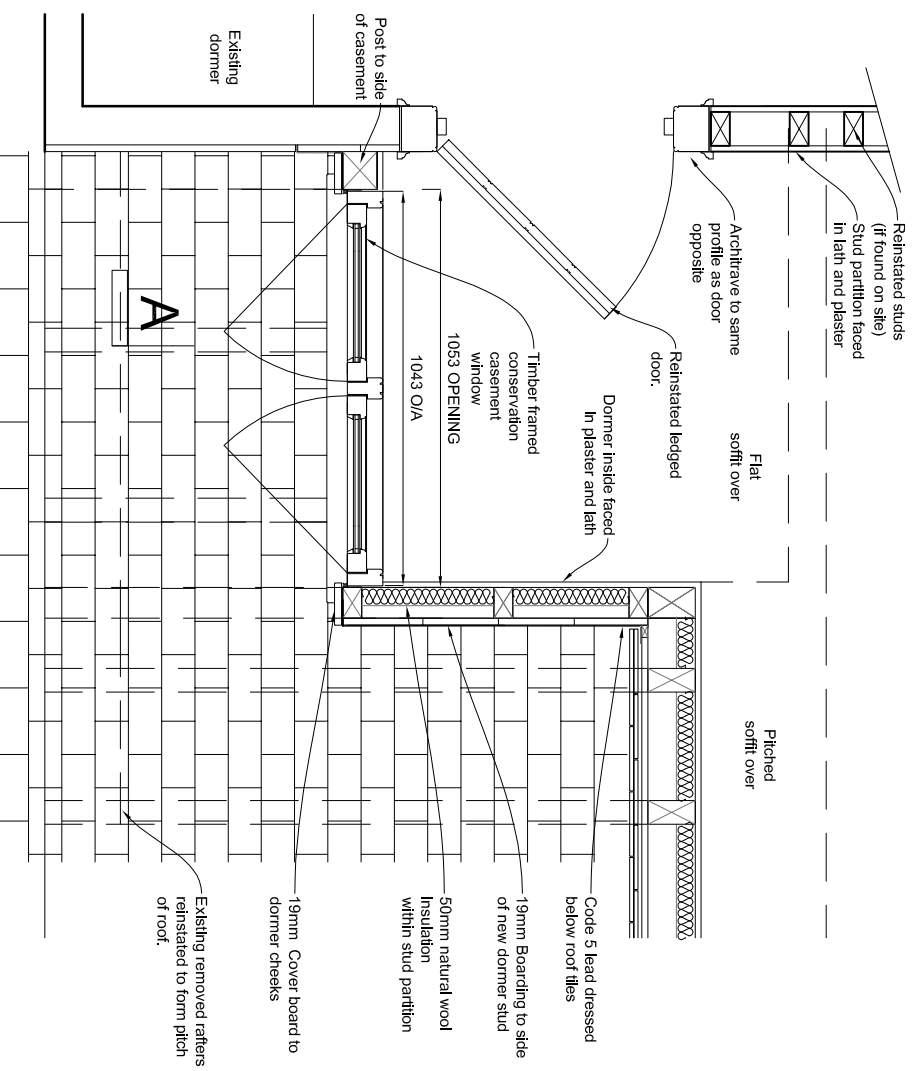 Reinstated studs
(if found on site)
Stud partition faced
in lath and plaster
Architrave to same
profile as door
opposite
Reinstated ledged
door.
Flat
soffit over
Pitched
soffit over
Post to side
of casement
Existing
dormer
1053 OPENING
1043 O/A
Timber framed
conservation
casement
window
Dormer inside faced
in plaster and lath
A
Code 5 lead dressed
below roof tiles
19mm Boarding to side
of new dormer stud
50mm natural wool
insulation
within stud partition
19mm Cover board to
dormer cheeks
Existing removed rafters
reinstated to form pitch
of roof.